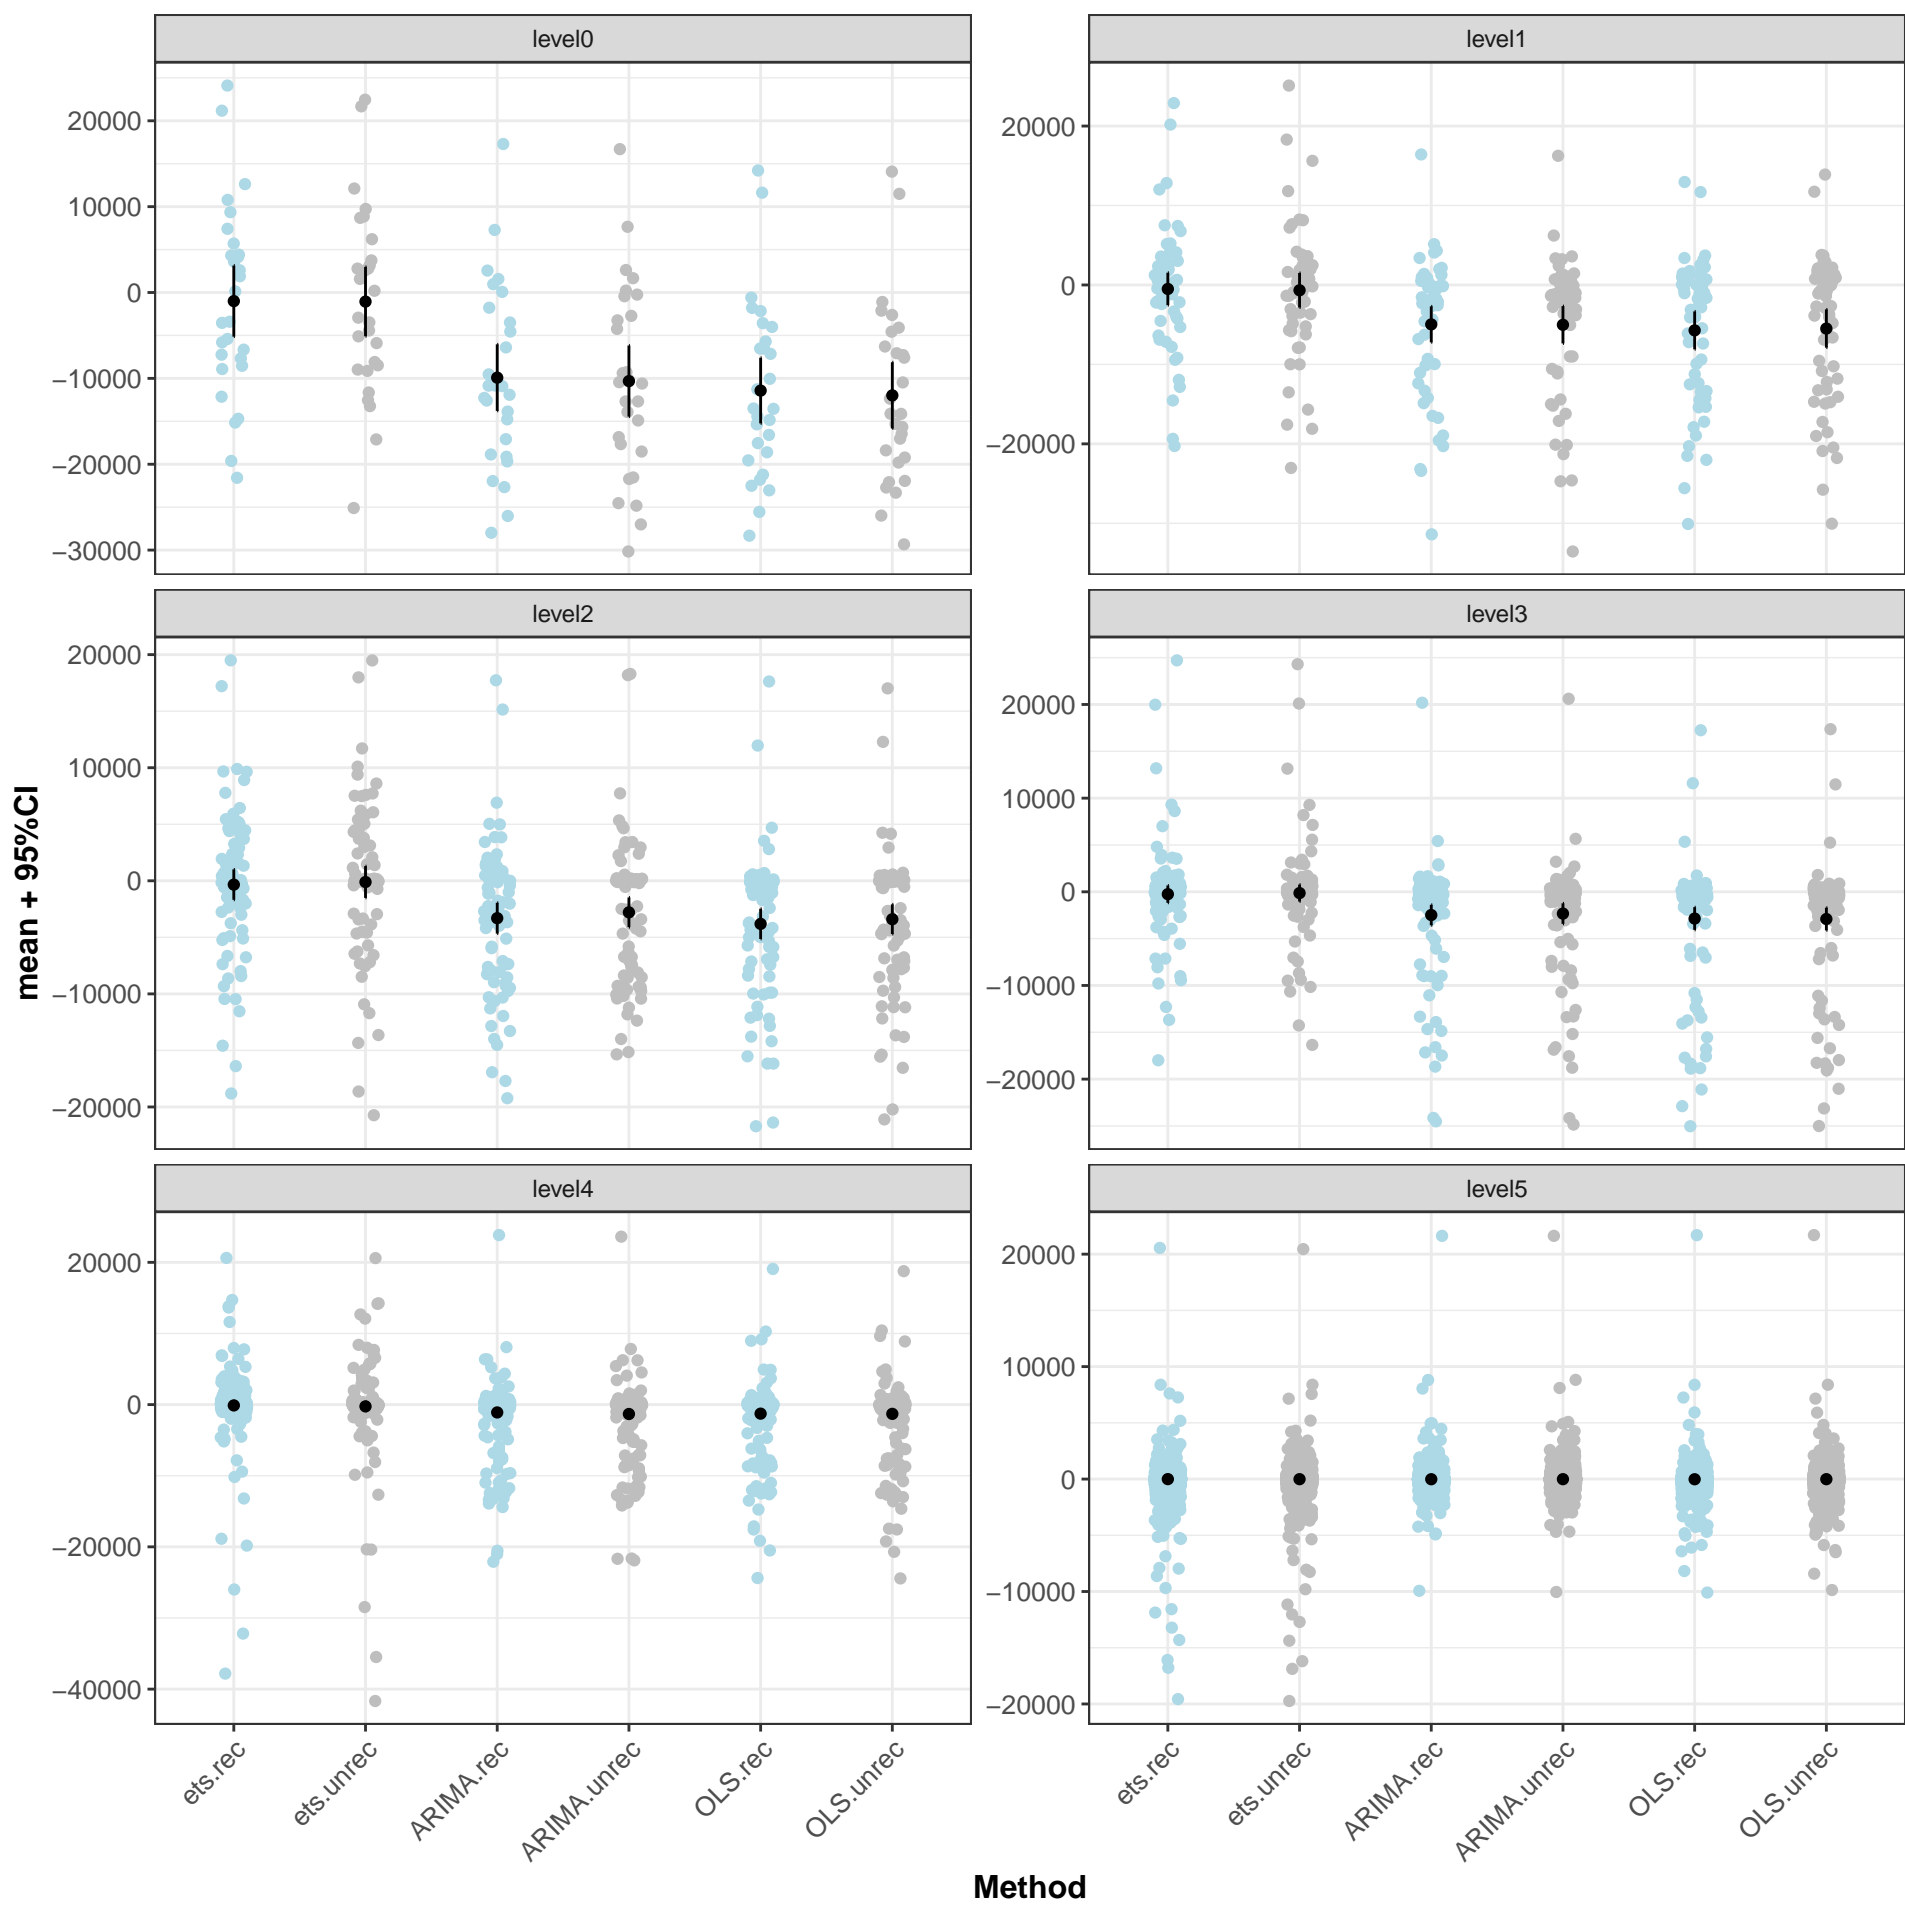 level0
level1
20000
10000
0
−10000
−20000
−30000
20000
0
−20000
level2
level3
20000
10000
0
−10000
−20000
20000
10000
0
−10000
−20000
level4
level5
20000
0
−20000
−40000
20000
10000
0
−10000
−20000
mean + 95%CI
ets.rec
ets.unrec
ARIMA.rec
ARIMA.unrec
OLS.rec
OLS.unrec
ets.rec
ets.unrec
ARIMA.rec
ARIMA.unrec
OLS.rec
OLS.unrec
Method